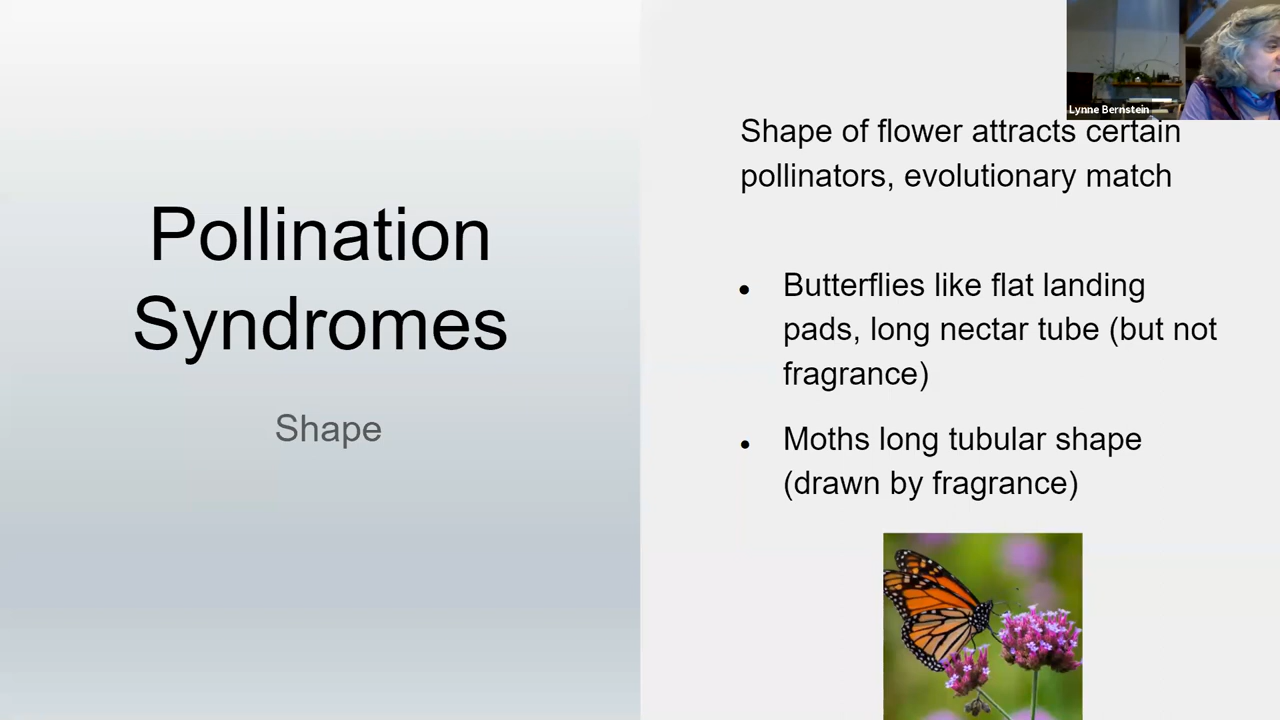 Pollination
Syndromes
Shape
Lynne Bernstein
Shape of flower attracts certain
pollinators, evolutionary match
● Butterflies like flat landing
pads, long nectar tube (but not
fragrance)
● Moths long tubular shape
(drawn by fragrance)